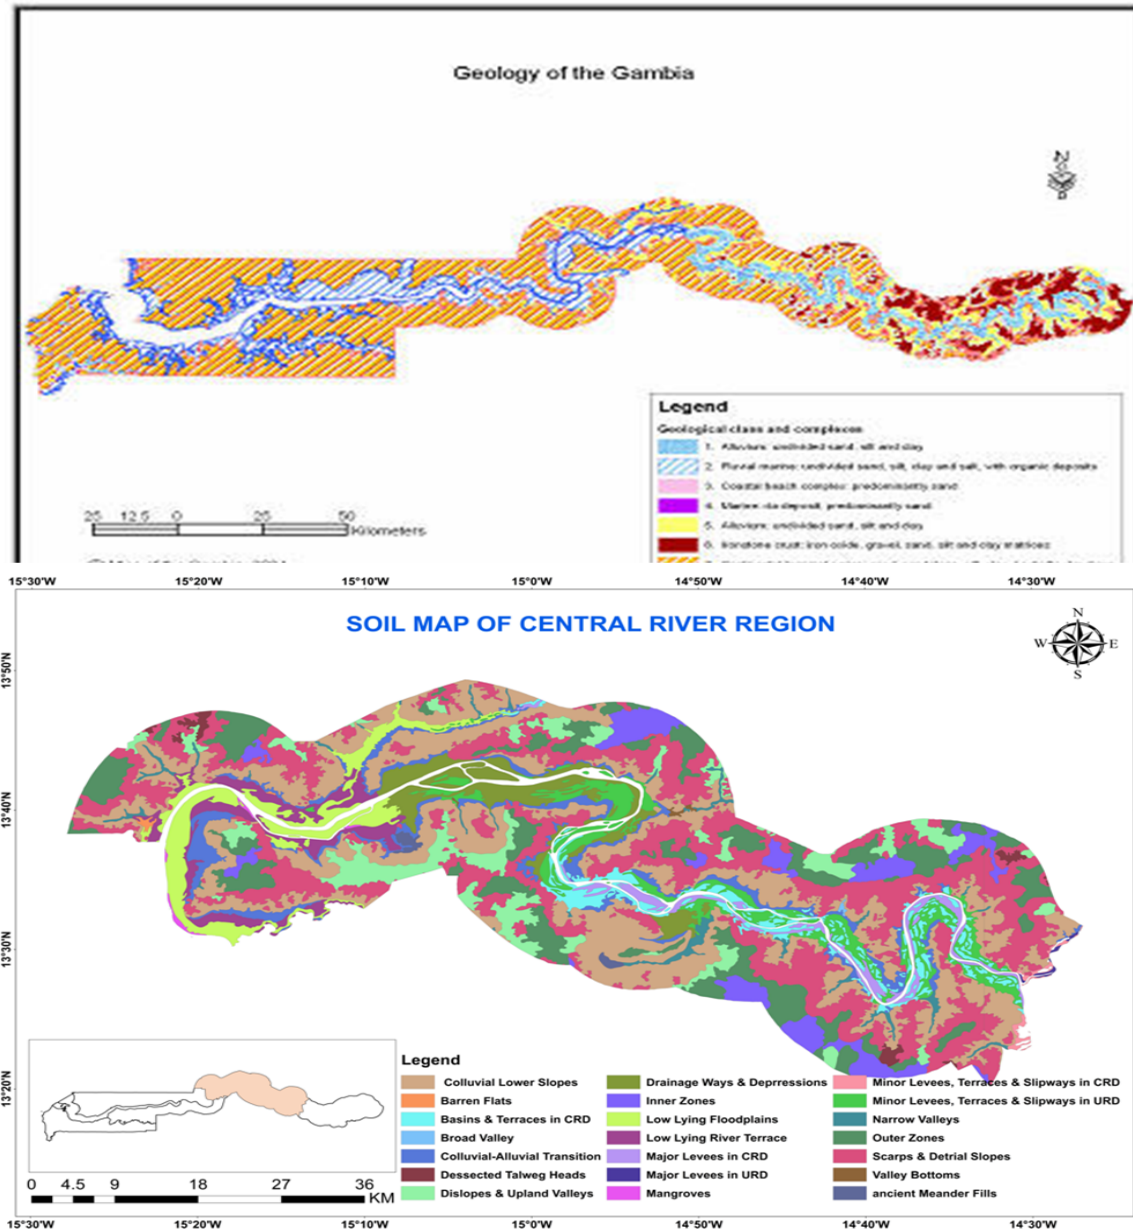 Geology of the Gambia
N
Legend
Geological class and complexes
1. Alluvium: undivided sand, silt and clay
2. Fluvial marine: undivided sand, silt, clay and salt, with organic deposits
3. Coastal beach complex: predominantly sand
4. Marine deposit, predominantly sand
5. Alluvium: undivided sand, silt and clay
6. Ironstone crust: iron oxide, gravel, sand, silt and clay matrices
25 12.5 0 25 50
Kilometers
15°30'W 15°20'W 15°10'W 15°0'W 14°50'W 14°40'W 14°30'W
SOIL MAP OF CENTRAL RIVER REGION
N
W E
S
13°50'N
13°40'N
13°30'N
13°20'N
Legend
Colluvial Lower Slopes
Barren Flats
Basins & Terraces in CRD
Broad Valley
Colluvial-Alluvial Transition
Dessected Talweg Heads
Dislopes & Upland Valleys
Drainage Ways & Deprressions
Inner Zones
Low Lying Floodplains
Low Lying River Terrace
Major Levees in CRD
Major Levees in URD
Mangroves
Minor Levees, Terraces & Slipways in CRD
Minor Levees, Terraces & Slipways in URD
Narrow Valleys
Outer Zones
Scarps & Detrial Slopes
Valley Bottoms
ancient Meander Fills
0 4.5 9 18 27 36
KM
15°30'W 15°20'W 15°10'W 15°0'W 14°50'W 14°40'W 14°30'W